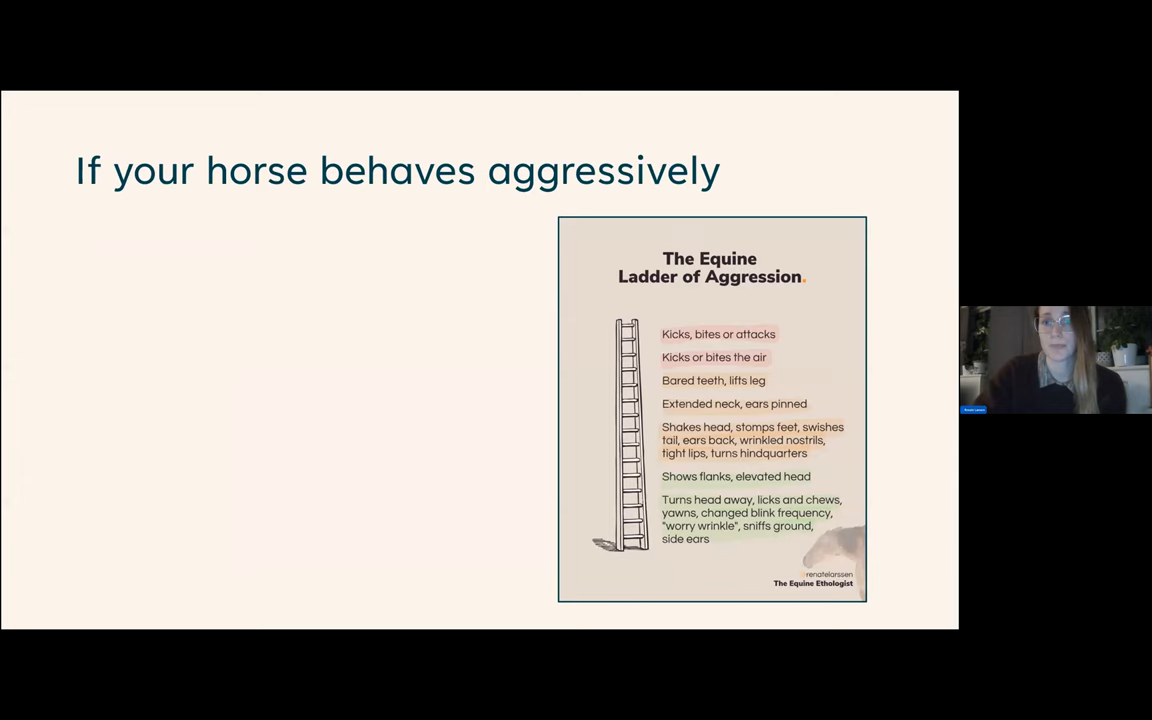 If your horse behaves aggressively
The Equine
Ladder of Aggression.
Kicks, bites or attacks
Kicks or bites the air
Bared teeth, lifts leg
Extended neck, ears pinned
Shakes head, stomps feet, swishes
tail, ears back, wrinkled nostrils,
tight lips, turns hindquarters
Shows flanks, elevated head
Turns head away, licks and chews,
yawns, changed blink frequency,
"worry wrinkle", sniffs ground,
side ears
@renatelarssen
The Equine Ethologist